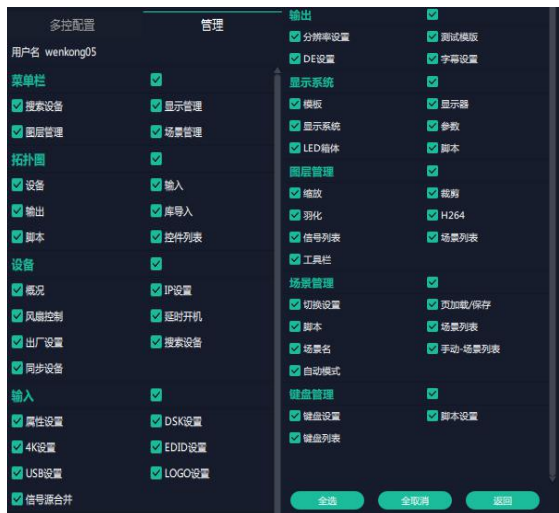 多控配置 管理
用户名 wenkong05
菜单栏
搜索设备 显示管理
图层管理 场景管理
拓扑图
设备 输入
输出 库导入
脚本 控件列表
设备
概况 IP设置
风扇控制 延时开机
出厂设置 搜索设备
同步设备
输入
属性设置 DSK设置
4K设置 EDID设置
USB设置 LOGO设置
信号源合并
输出
分辨率设置 测试模版
DE设置 字幕设置
显示系统
模板 显示器
显示系统 参数
LED箱体 脚本
图层管理
缩放 裁剪
羽化 H264
信号列表 场景列表
工具栏
场景管理
切换设置 页加载/保存
脚本 场景列表
场景名 手动-场景列表
自动模式
键盘管理
键盘设置 脚本设置
键盘列表
全选 全取消 返回